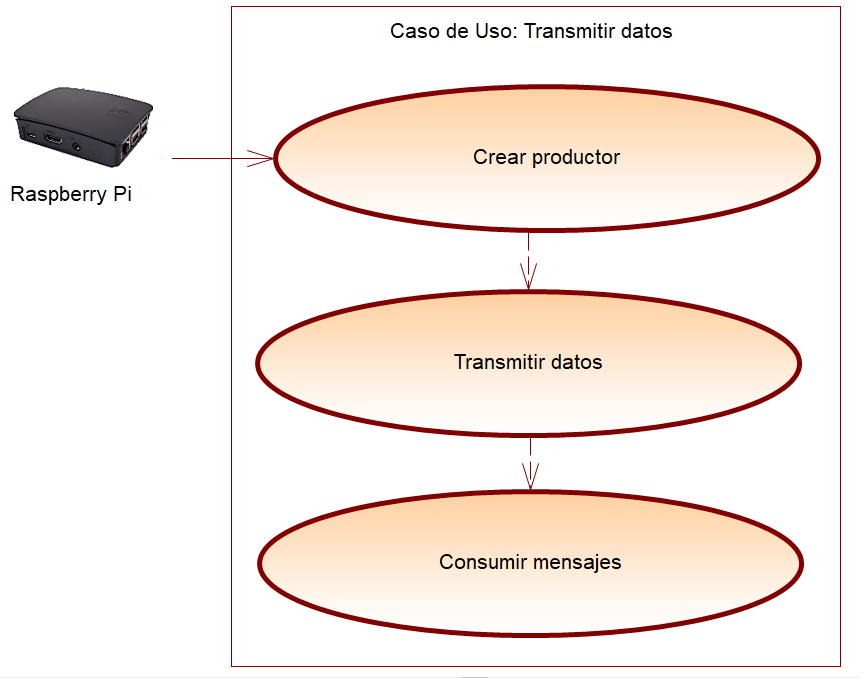 Caso de Uso: Transmitir datos
Crear productor
Raspberry Pi
Transmitir datos
Consumir mensajes